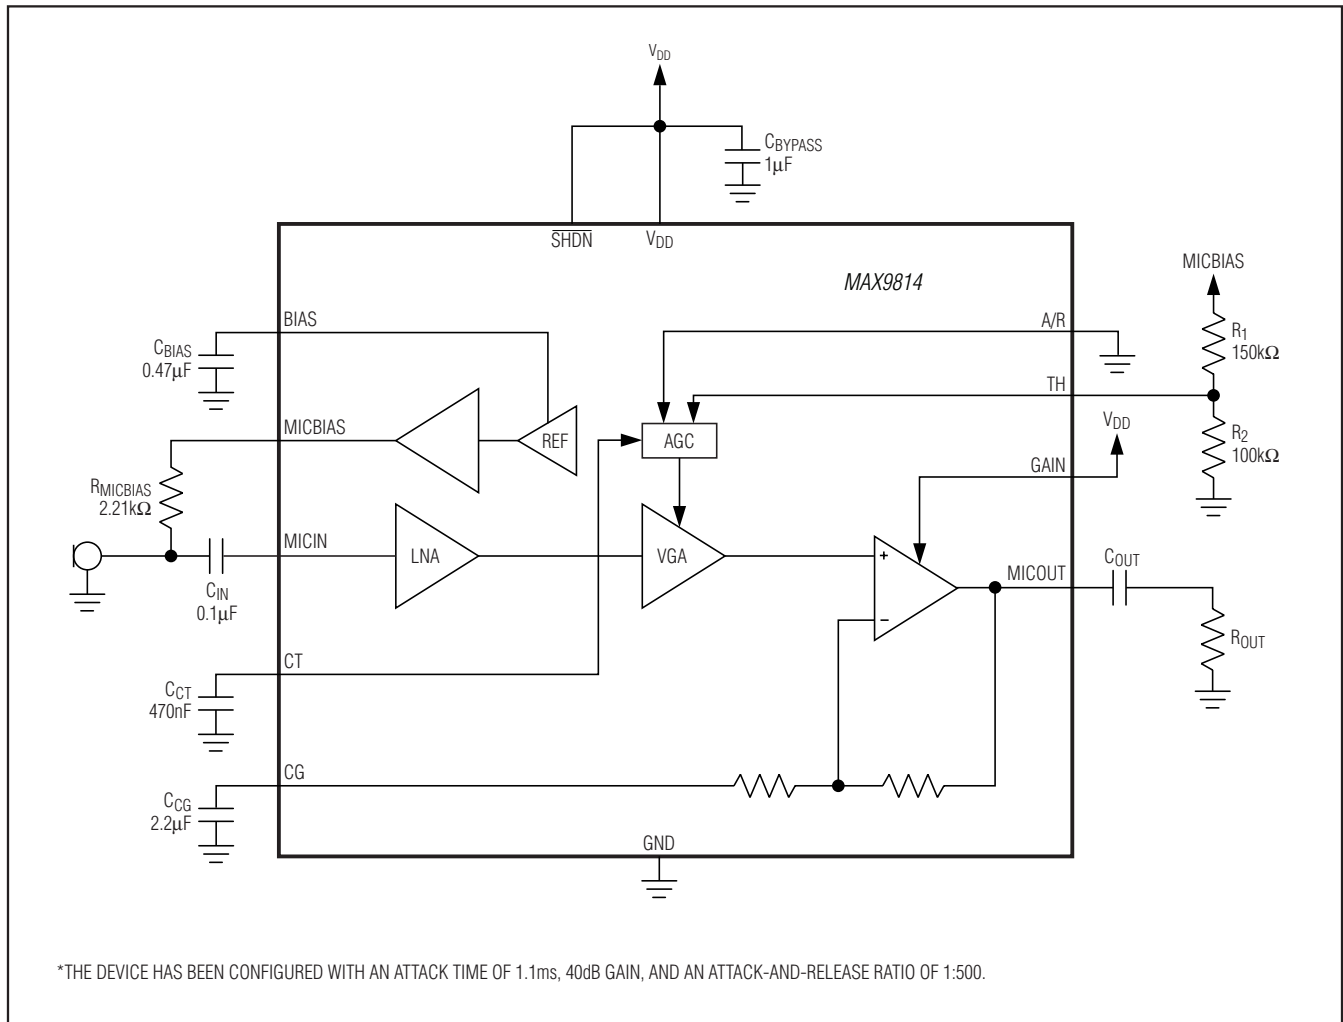 VDD
CBYPASS
1μF
SHDN
VDD
MAX9814
MICBIAS
BIAS
A/R
R1
150kΩ
CBIAS
0.47μF
TH
VDD
MICBIAS
REF
AGC
R2
100kΩ
GAIN
RMICBIAS
2.21kΩ
MICIN
LNA
VGA
+
COUT
MICOUT
CIN
0.1μF
−
ROUT
CT
CCT
470nF
CG
CCG
2.2μF
GND
*THE DEVICE HAS BEEN CONFIGURED WITH AN ATTACK TIME OF 1.1ms, 40dB GAIN, AND AN ATTACK-AND-RELEASE RATIO OF 1:500.